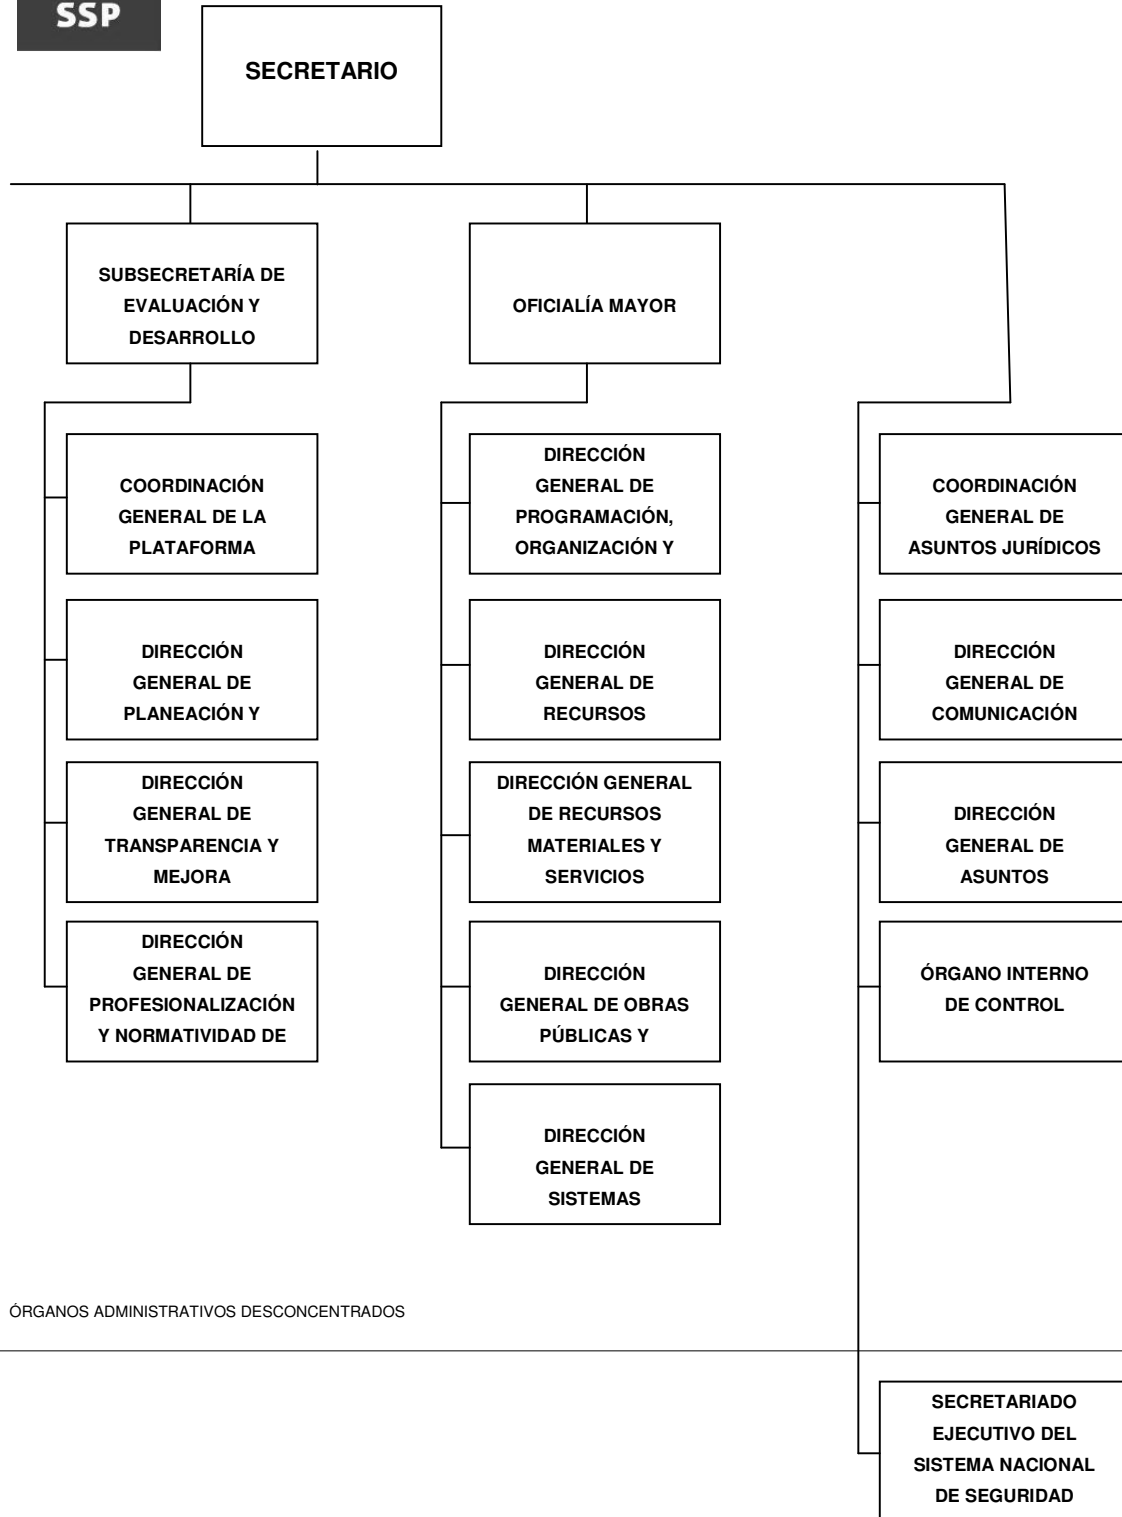 SSP
SECRETARIO
SUBSECRETARÍA DE
EVALUACIÓN Y
DESARROLLO
OFICIALÍA MAYOR
COORDINACIÓN
GENERAL DE LA
PLATAFORMA
DIRECCIÓN
GENERAL DE
PLANEACIÓN Y
DIRECCIÓN
GENERAL DE
TRANSPARENCIA Y
MEJORA
DIRECCIÓN
GENERAL DE
PROFESIONALIZACIÓN
Y NORMATIVIDAD DE
DIRECCIÓN
GENERAL DE
PROGRAMACIÓN,
ORGANIZACIÓN Y
DIRECCIÓN
GENERAL DE
RECURSOS
DIRECCIÓN GENERAL
DE RECURSOS
MATERIALES Y
SERVICIOS
DIRECCIÓN
GENERAL DE OBRAS
PÚBLICAS Y
DIRECCIÓN
GENERAL DE
SISTEMAS
COORDINACIÓN
GENERAL DE
ASUNTOS JURÍDICOS
DIRECCIÓN
GENERAL DE
COMUNICACIÓN
DIRECCIÓN
GENERAL DE
ASUNTOS
ÓRGANO INTERNO
DE CONTROL
ÓRGANOS ADMINISTRATIVOS DESCONCENTRADOS
SECRETARIADO
EJECUTIVO DEL
SISTEMA NACIONAL
DE SEGURIDAD